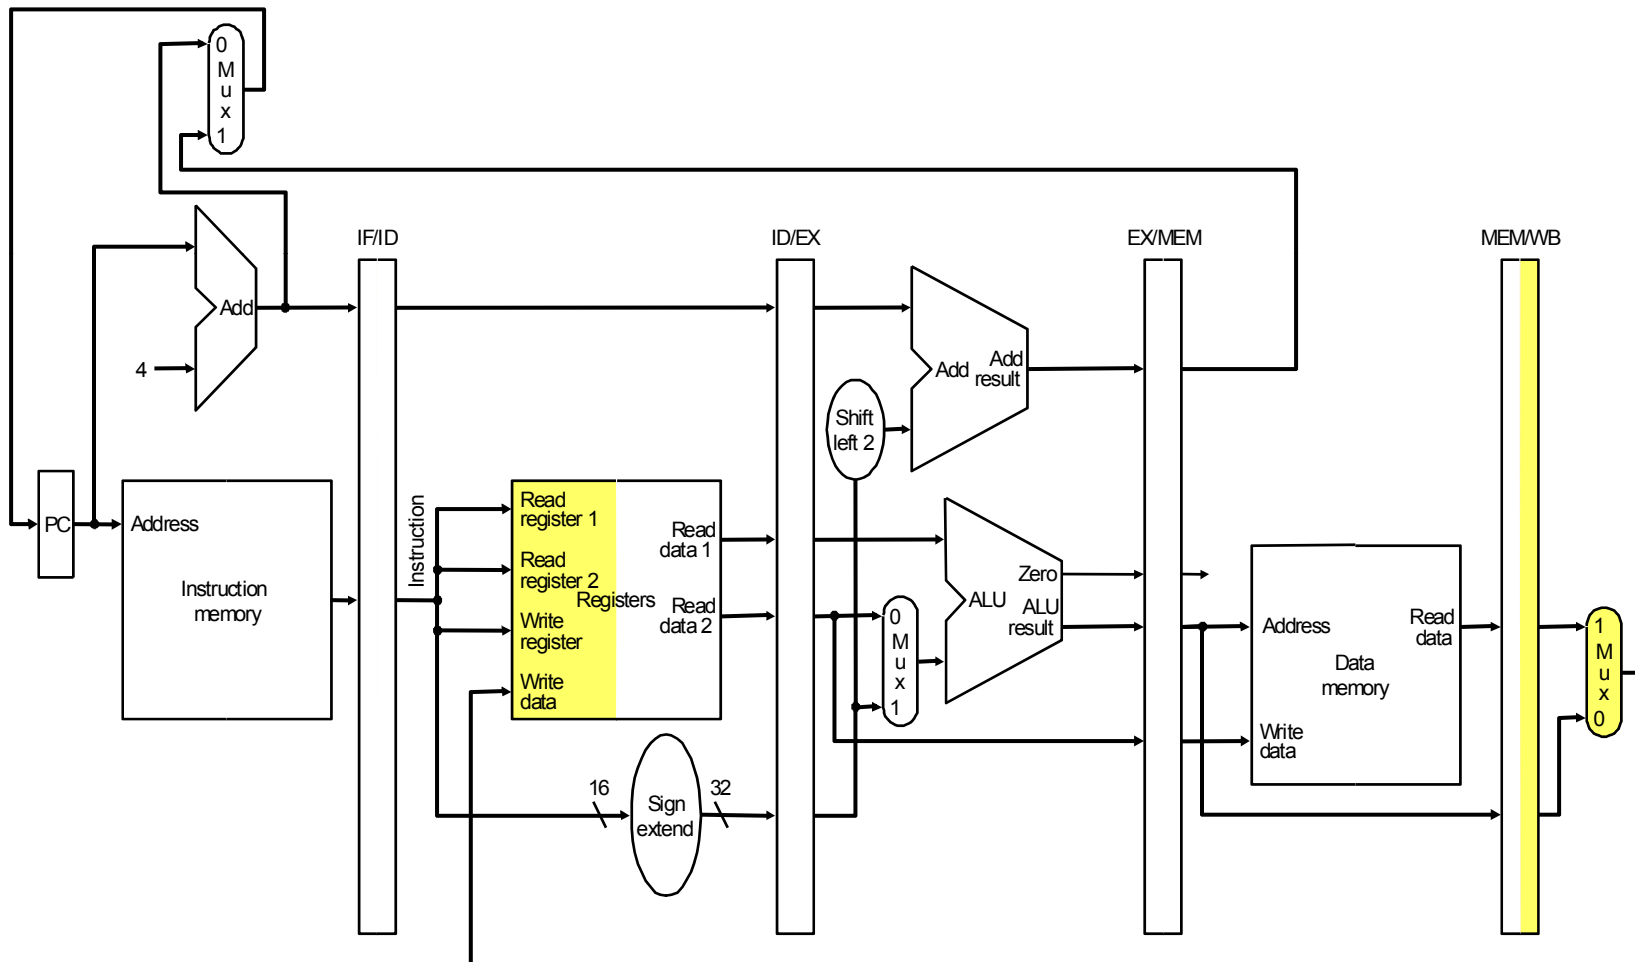 0
M
u
x
1
IF/ID
ID/EX
EX/MEM
MEM/WB
Add
4
Add
Add
result
Shift
left 2
PC
Address
Instruction
memory
Instruction
Read
register 1
Read
register 2
Registers
Write
register
Write
data
Read
data 1
Read
data 2
Zero
ALU
ALU
result
0
M
u
x
1
Address
Read
data
Data
memory
Write
data
1
M
u
x
0
16
Sign
extend
32